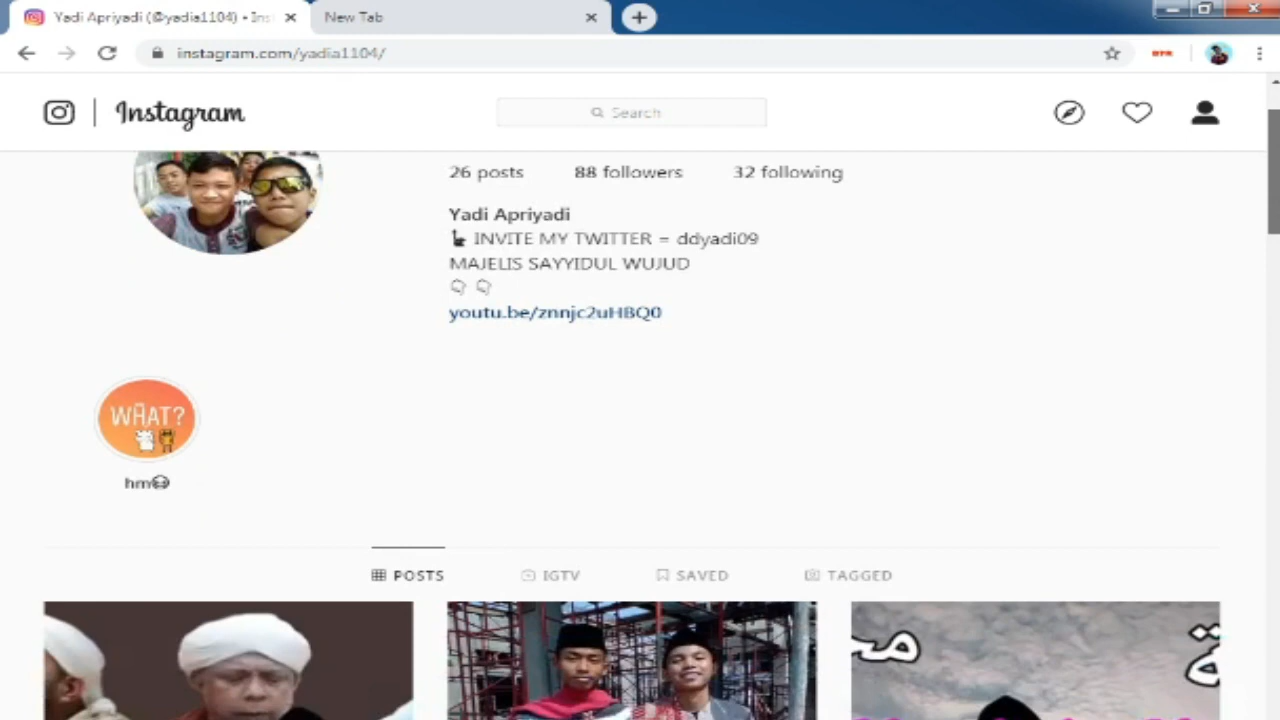 Yadi Apriyadi (@yadia1104) • Ins
New Tab
instagram.com/yadia1104/
Instagram
Search
26 posts 88 followers 32 following
Yadi Apriyadi
INVITE MY TWITTER = ddyadi09
MAJELIS SAYYIDUL WUJUD
youtu.be/znnjc2uHBQ0
WHAT?
hm
POSTS IGTV SAVED TAGGED